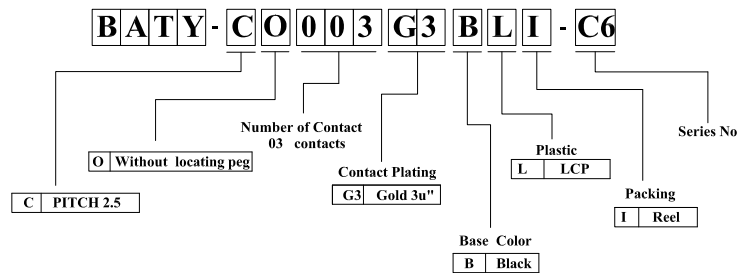 BATY-CO003G3BLI-C6
Number of Contact
03 contacts
Series No
O Without locating peg
Plastic
L LCP
Contact Plating
G3 Gold 3u"
C PITCH 2.5
Packing
I Reel
Base Color
B Black